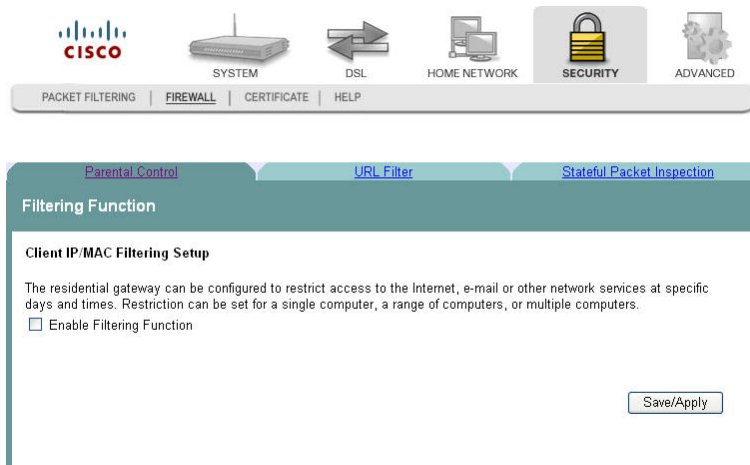 CISCO
SYSTEM
DSL
HOME NETWORK
SECURITY
ADVANCED
PACKET FILTERING | FIREWALL | CERTIFICATE | HELP
Parental Control
URL Filter
Stateful Packet Inspection
Filtering Function
Client IP/MAC Filtering Setup
The residential gateway can be configured to restrict access to the Internet, e-mail or other network services at specific
days and times. Restriction can be set for a single computer, a range of computers, or multiple computers.
Enable Filtering Function
Save/Apply